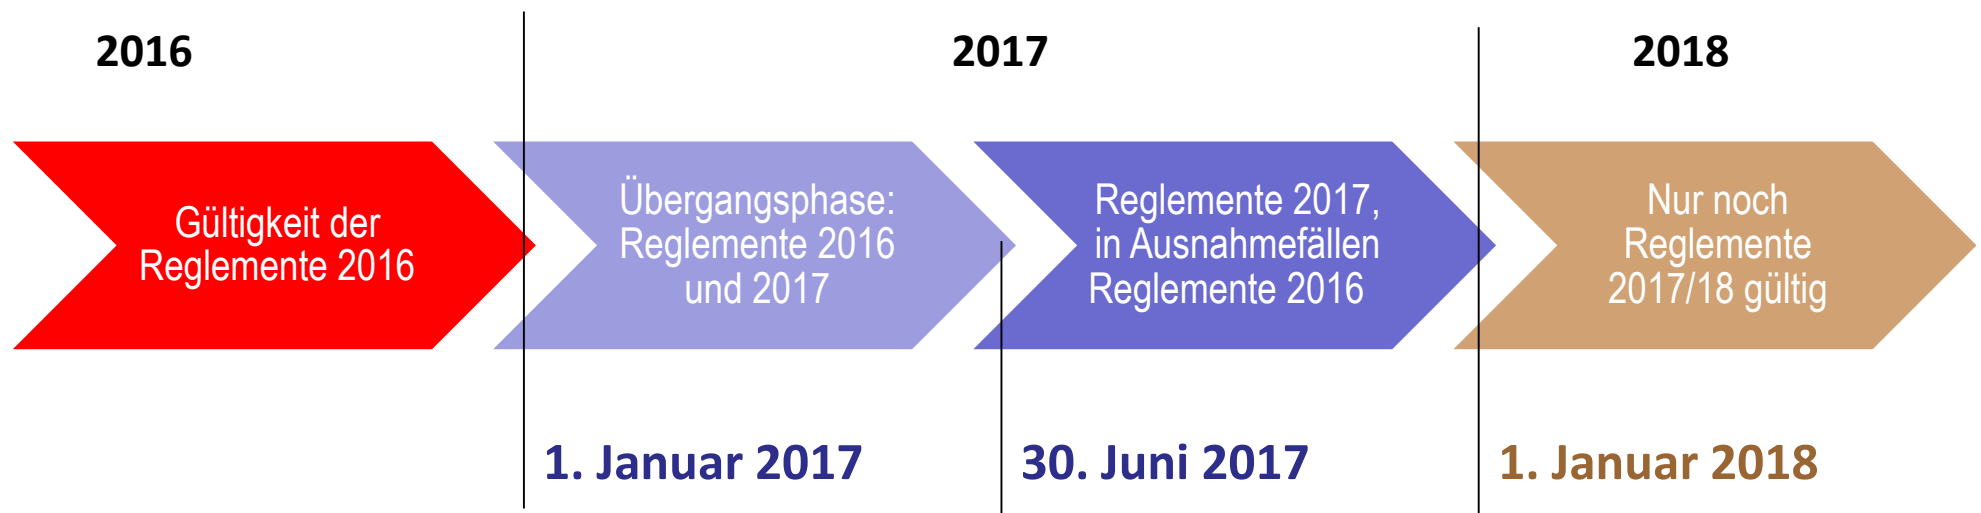 2016
2017
2018
Gültigkeit der
Reglemente 2016
Übergangsphase:
Reglemente 2016
und 2017
Reglemente 2017,
in Ausnahmefällen
Reglemente 2016
Nur noch
Reglemente
2017/18 gültig
1. Januar 2017
30. Juni 2017
1. Januar 2018